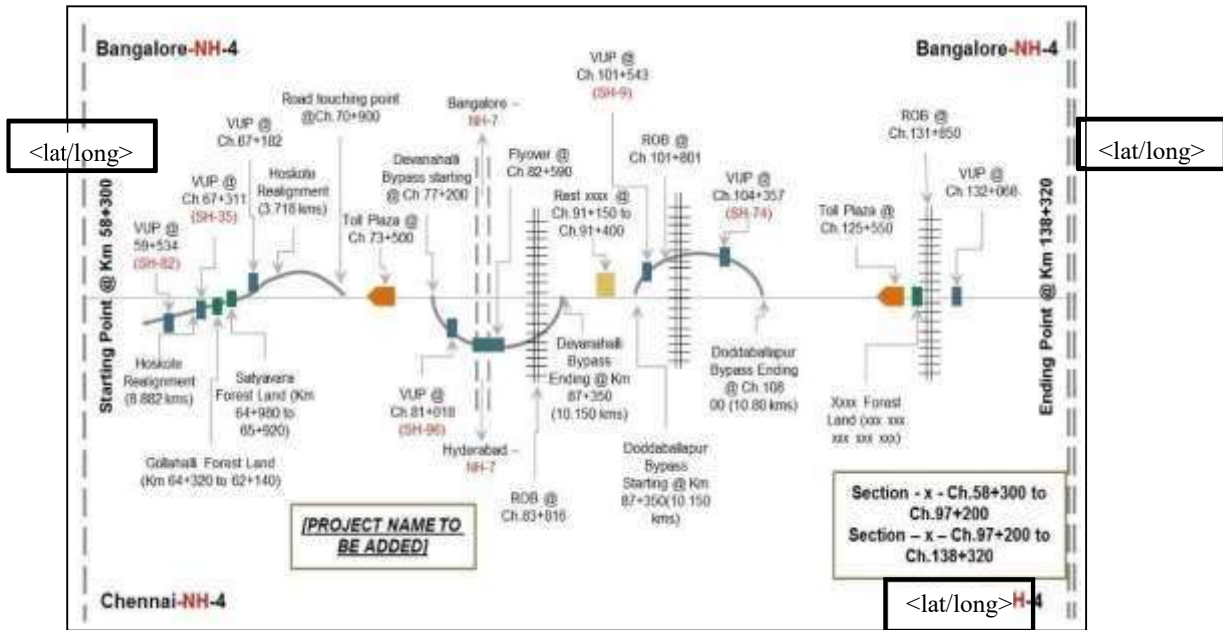 Bangalore-NH-4
Bangalore-NH-4
<lat/long>
<lat/long>
Starting Point @ Km 58+300
Ending Point @ Km 138+320
VUP @
59+534
(SH-82)
VUP @
Ch 67+311
(SH-35)
VUP @
Ch.67+182
Hoskote
Realignment
(3.718 kms)
Road touching point
@Ch.70+900
Toll Plaza @
Ch 73+500
Devanahalli
Bypass starting
@ Ch 77+200
Bangalore –
NH-7
Flyover @
Ch.82+590
Rest xxxx @
Ch.91+150 to
Ch.91+400
VUP @
Ch.101+543
(SH-9)
ROB @
Ch 101+801
VUP @
Ch.104+357
(SH-74)
Toll Plaza @
Ch.125+550
ROB @
Ch.131+850
VUP @
Ch 132+068
Hoskote
Realignment
(8.882 kms)
Satyavara
Forest Land (Km
64+980 to
65+920)
Gollahalli Forest Land
(Km 64+320 to 62+140)
VUP @
Ch.81+018
(SH-96)
Hyderabad –
NH-7
ROB @
Ch.83+816
Devanahalli
Bypass
Ending @ Km
87+350
(10.150 kms)
Doddaballapur
Bypass
Starting @ Km
87+350(10.150
kms)
Doddaballapur
Bypass Ending
@ Ch.108
00 (10.80 kms)
Xxxx Forest
Land (xxx xxx
xxx xxx xxx)
[PROJECT NAME TO
BE ADDED]
Section - x - Ch.58+300 to
Ch.97+200
Section – x – Ch.97+200 to
Ch.138+320
Chennai-NH-4
<lat/long>
H-4